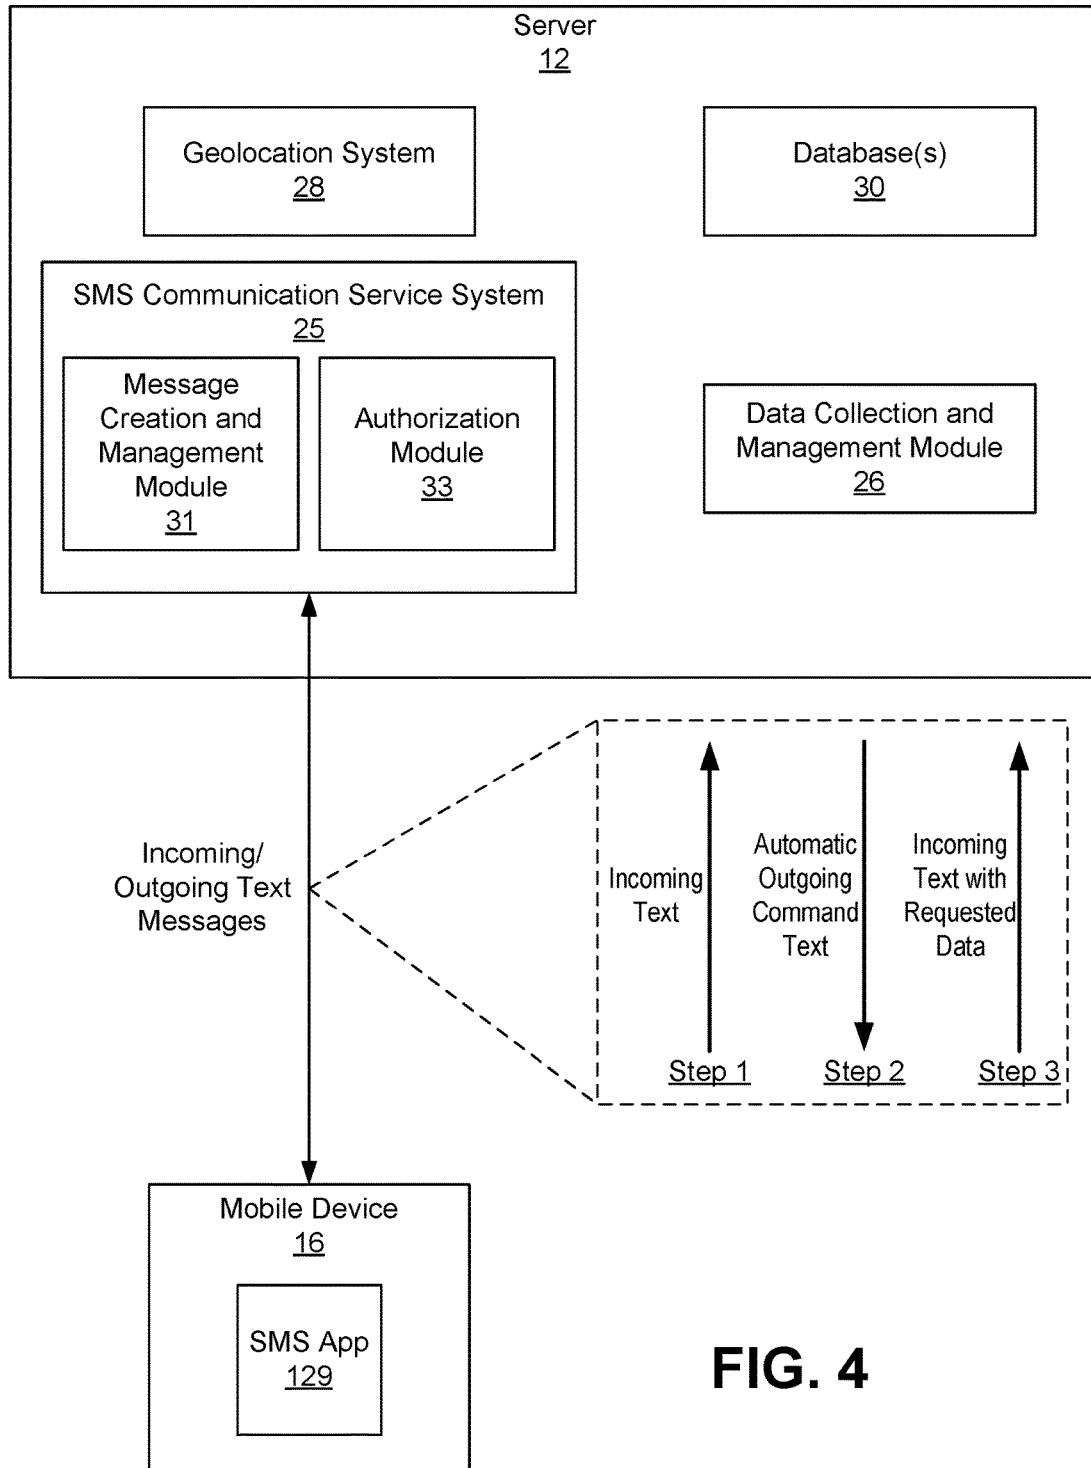 Server
12
Geolocation System
28
Database(s)
30
SMS Communication Service System
25
Message
Creation and
Management
Module
31
Authorization
Module
33
Data Collection and
Management Module
26
Incoming/
Outgoing Text
Messages
Incoming
Text
Automatic
Outgoing
Command
Text
Incoming
Text with
Requested
Data
Step 1
Step 2
Step 3
Mobile Device
16
SMS App
129
FIG. 4